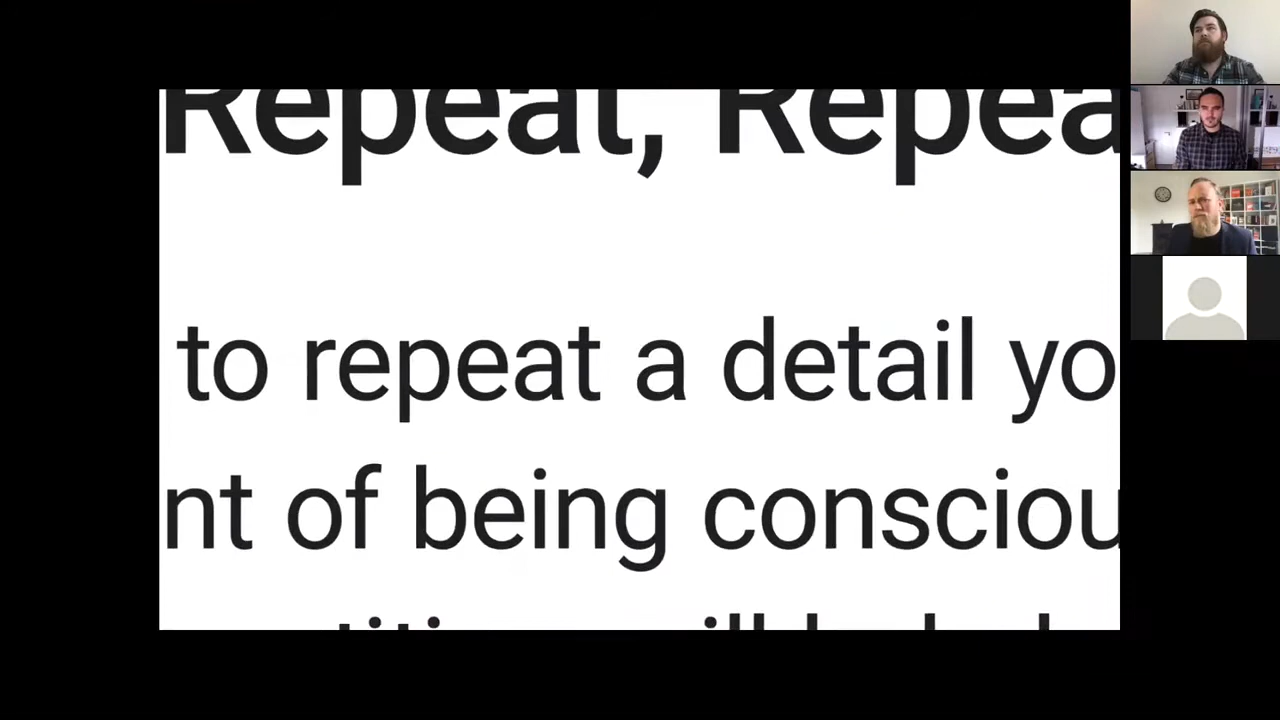 Repeat, Repea
to repeat a detail yo
nt of being consciou